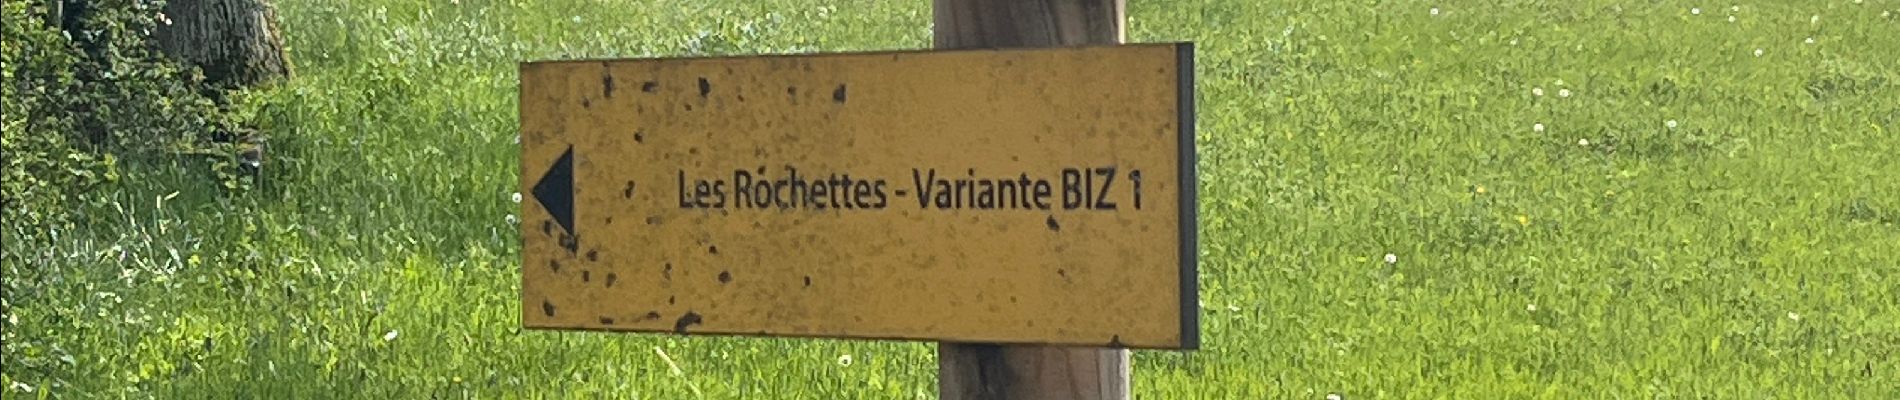 Les Rochettes - Variante BIZ 1